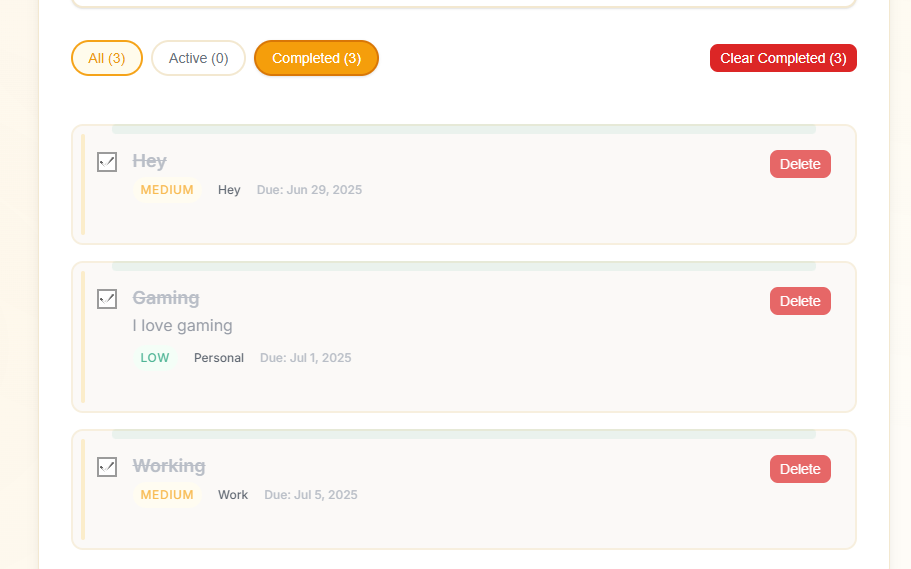 All (3) Active (0) Completed (3) Clear Completed (3)
Hey Delete
MEDIUM Hey Due: Jun 29, 2025
Gaming Delete
I love gaming
LOW Personal Due: Jul 1, 2025
Working Delete
MEDIUM Work Due: Jul 5, 2025